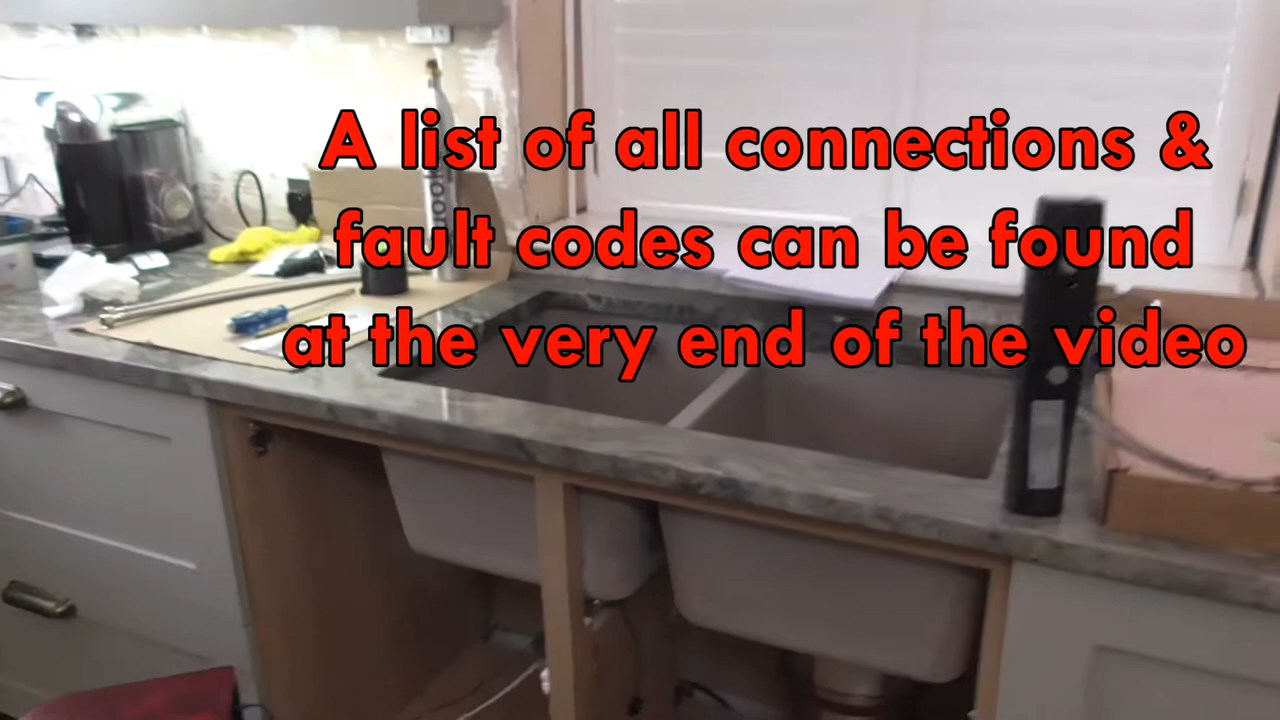 A list of all connections &
fault codes can be found
at the very end of the video